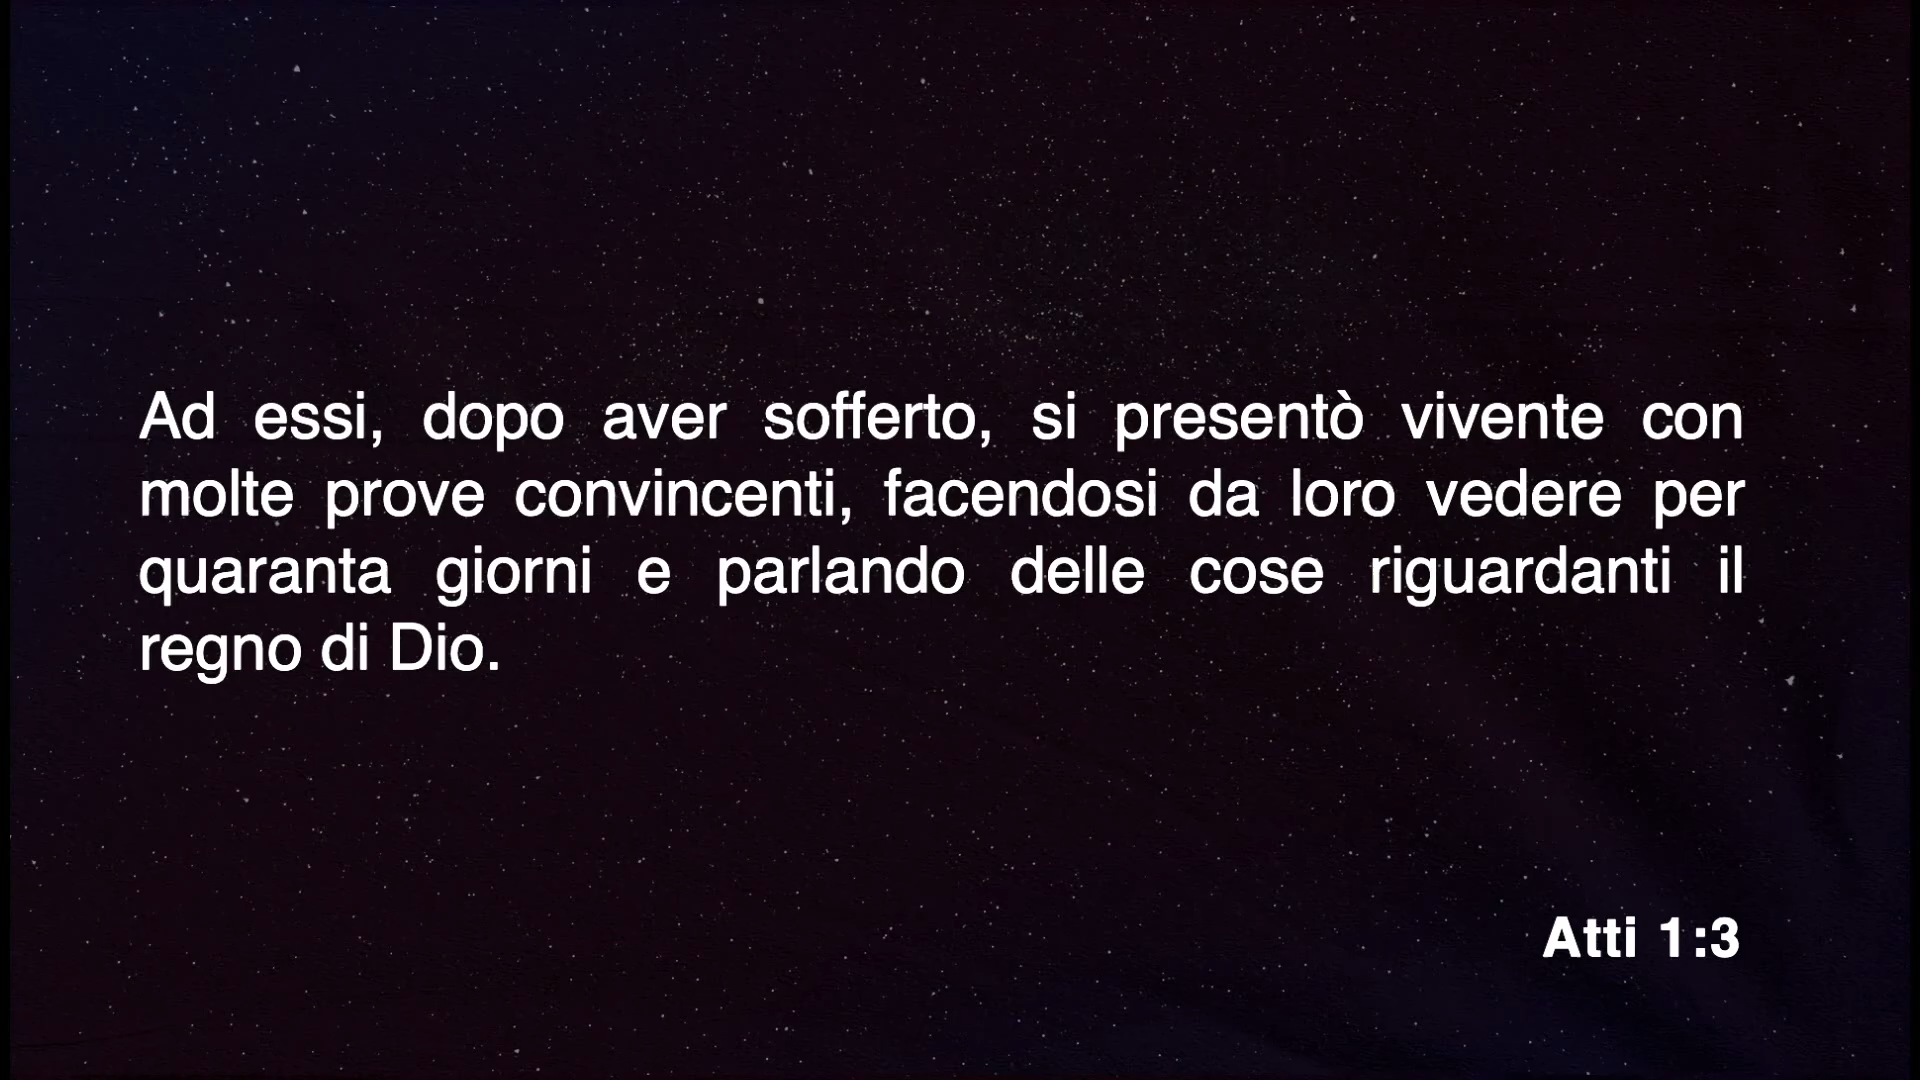 Ad essi, dopo aver sofferto, si presentò vivente con
molte prove convincenti, facendosi da loro vedere per
quaranta giorni e parlando delle cose riguardanti il
regno di Dio.
Atti 1:3